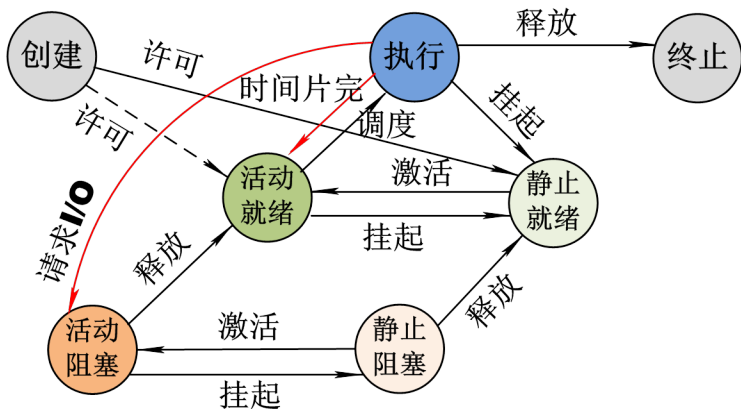 创建
许可
许可
执行
释放
终止
时间片完
调度
挂起
活动
就绪
激活
挂起
静止
就绪
请求I/O
释放
释放
活动
阻塞
激活
挂起
静止
阻塞